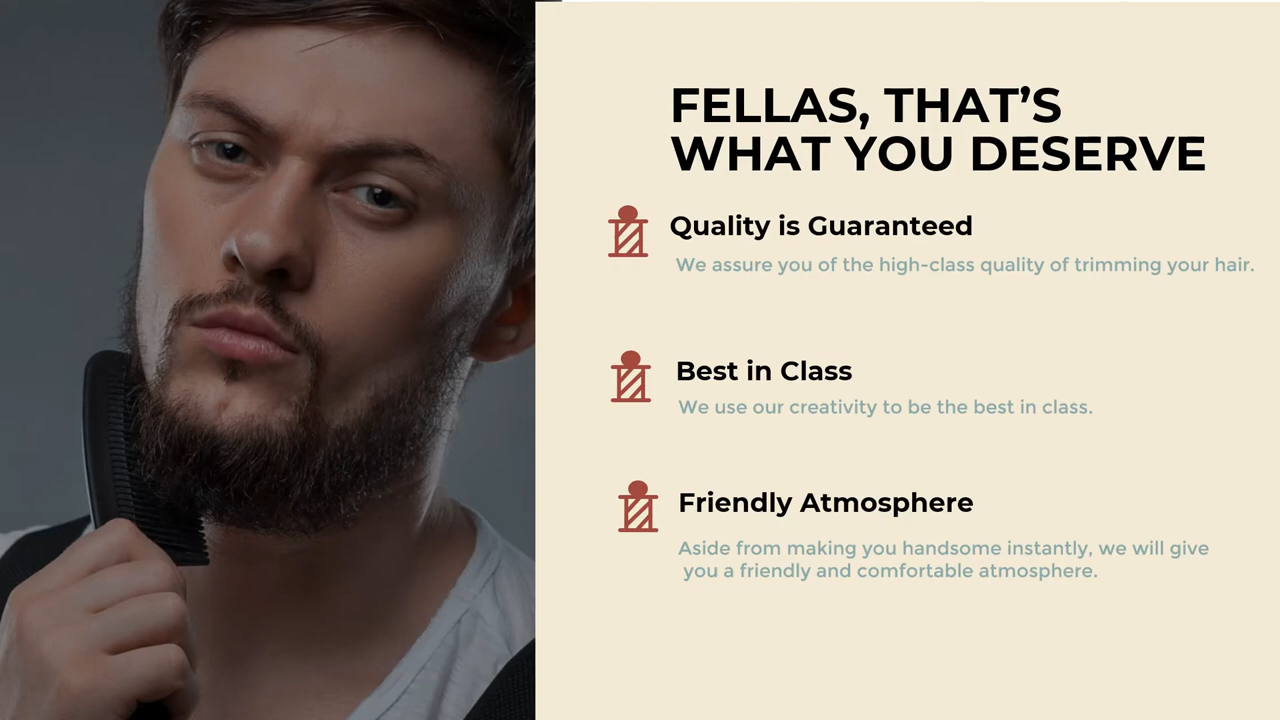 FELLAS, THAT’S
WHAT YOU DESERVE
Quality is Guaranteed
We assure you of the high-class quality of trimming your hair.
Best in Class
We use our creativity to be the best in class.
Friendly Atmosphere
Aside from making you handsome instantly, we will give
you a friendly and comfortable atmosphere.